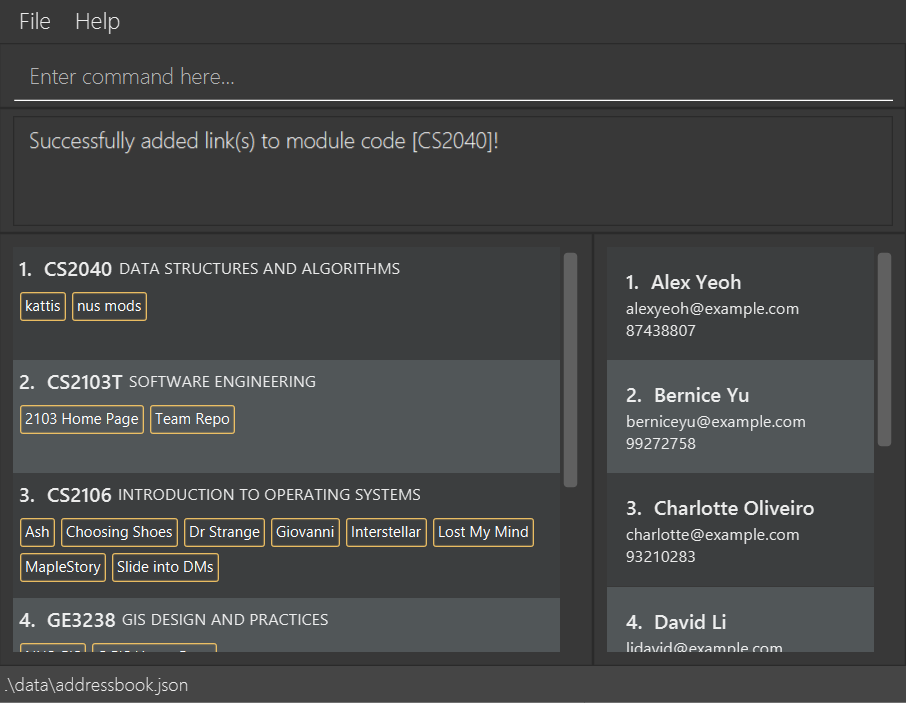 File Help
Enter command here...
Successfully added link(s) to module code [CS2040]!
1. CS2040 DATA STRUCTURES AND ALGORITHMS
kattis nus mods
2. CS2103T SOFTWARE ENGINEERING
2103 Home Page Team Repo
3. CS2106 INTRODUCTION TO OPERATING SYSTEMS
Ash Choosing Shoes Dr Strange Giovanni Interstellar Lost My Mind
MapleStory Slide into DMs
4. GE3238 GIS DESIGN AND PRACTICES
1. Alex Yeoh
alexyeoh@example.com
87438807
2. Bernice Yu
berniceyu@example.com
99272758
3. Charlotte Oliveiro
charlotte@example.com
93210283
4. David Li
lidavid@example.com
.\data\addressbook.json